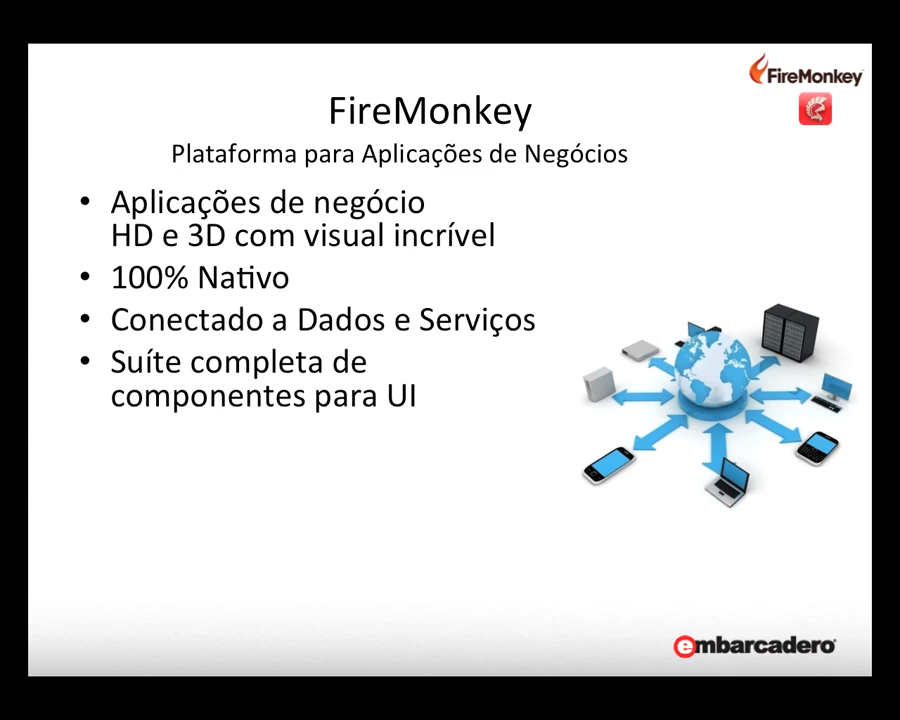 FireMonkey
FireMonkey
Plataforma para Aplicações de Negócios
• Aplicações de negócio
HD e 3D com visual incrível
• 100% Nativo
• Conectado a Dados e Serviços
• Suíte completa de
componentes para UI
embarcadero